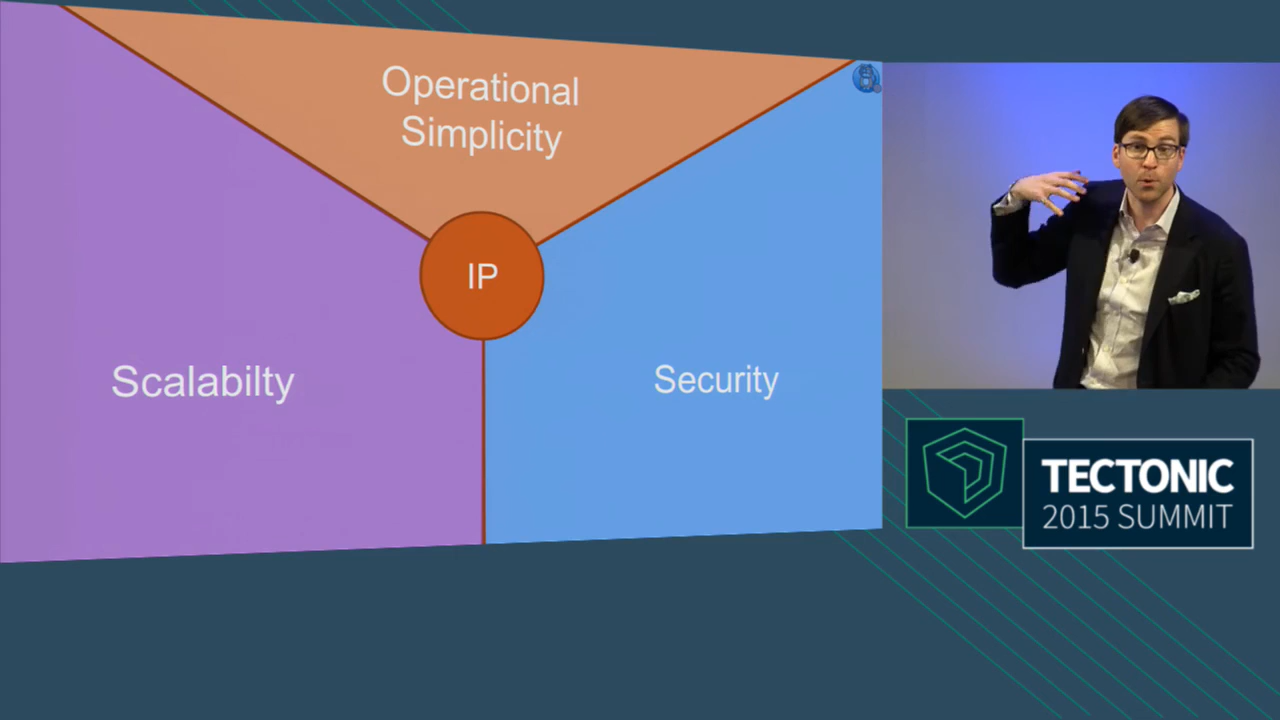 Operational
Simplicity
IP
Scalabilty
Security
TECTONIC
2015 SUMMIT